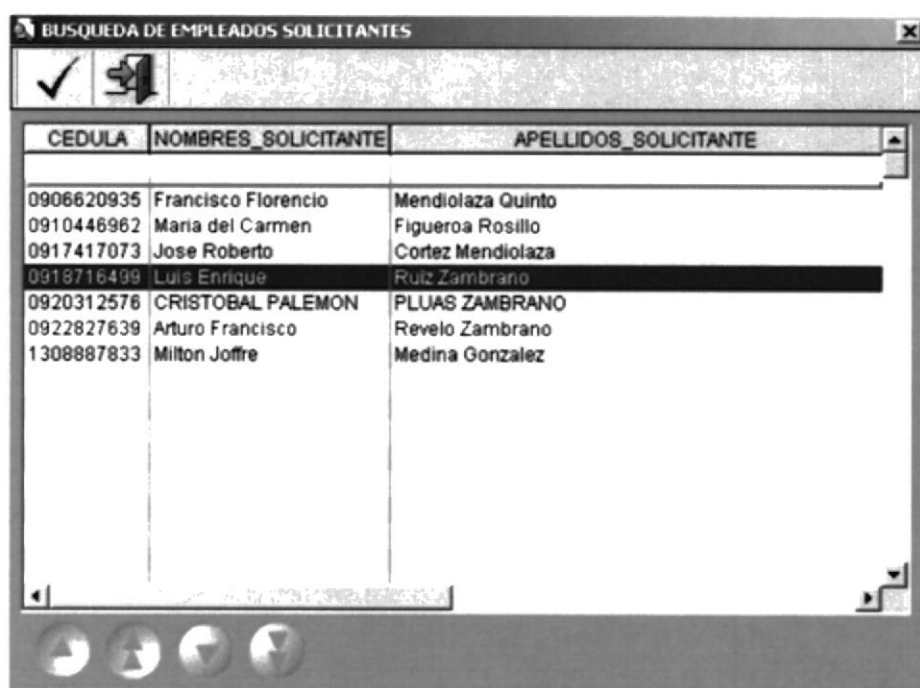 BUSQUEDA DE EMPLEADOS SOLICITANTES
CEDULA NOMBRES_SOLICITANTE APELLIDOS_SOLICITANTE
0906620935 Francisco Florencio Mendiolaza Quinto
0910446962 Maria del Carmen Figueroa Rosillo
0917417073 Jose Roberto Cortez Mendiolaza
0918716499 Luis Enrique Ruiz Zambrano
0920312576 CRISTOBAL PALEMON PLUAS ZAMBRANO
0922827639 Arturo Francisco Revelo Zambrano
1308887833 Milton Joffre Medina Gonzalez